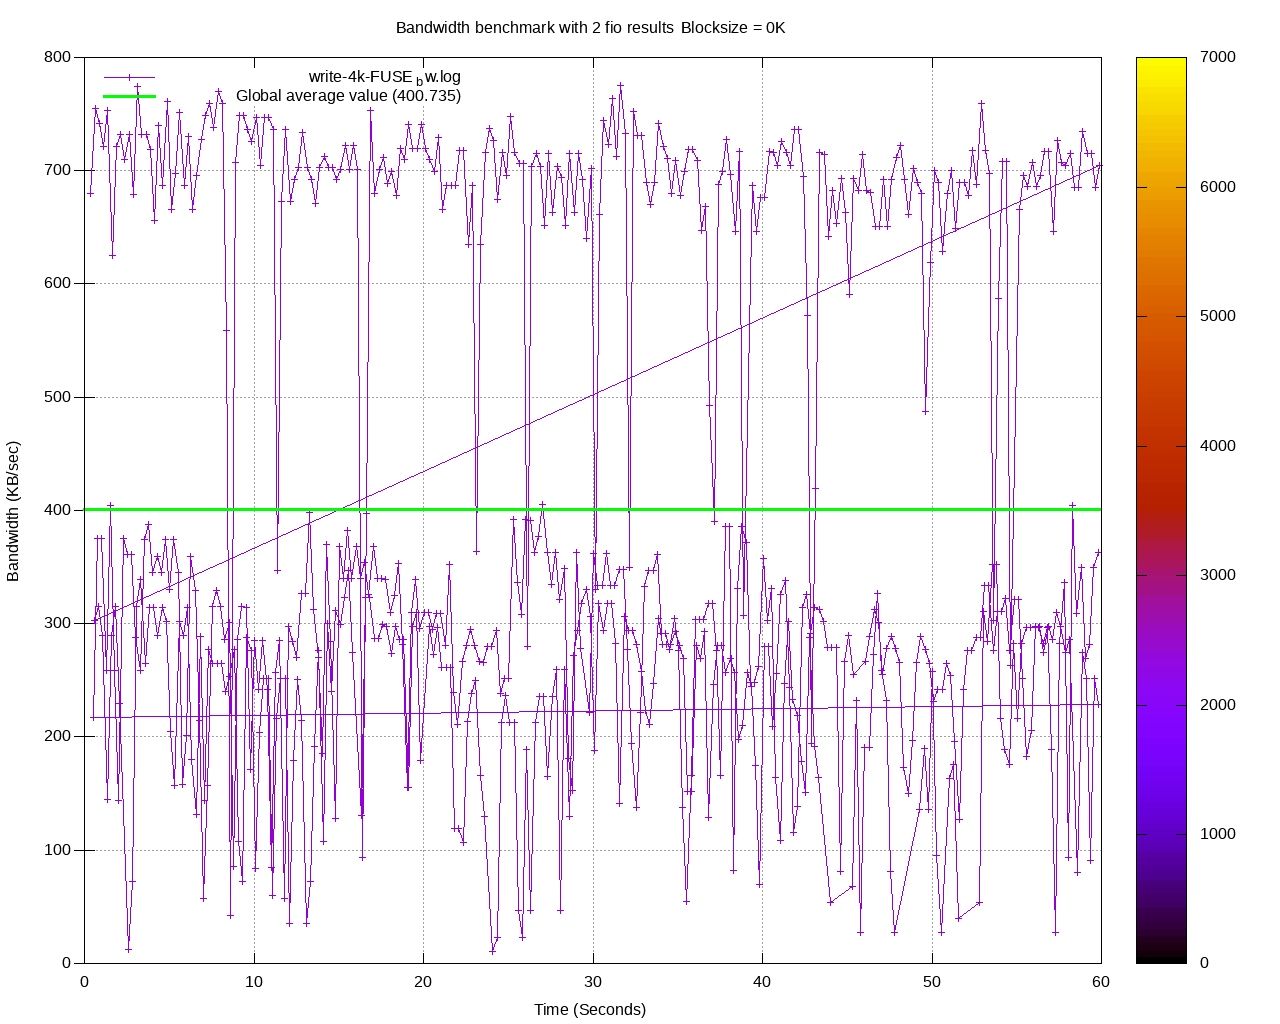 Bandwidth benchmark with 2 fio results Blocksize = 0K
write-4k-FUSE_bw.log
Global average value (400.735)
Bandwidth (KB/sec)
800
700
600
500
400
300
200
100
0
0 10 20 30 40 50 60
Time (Seconds)
7000
6000
5000
4000
3000
2000
1000
0